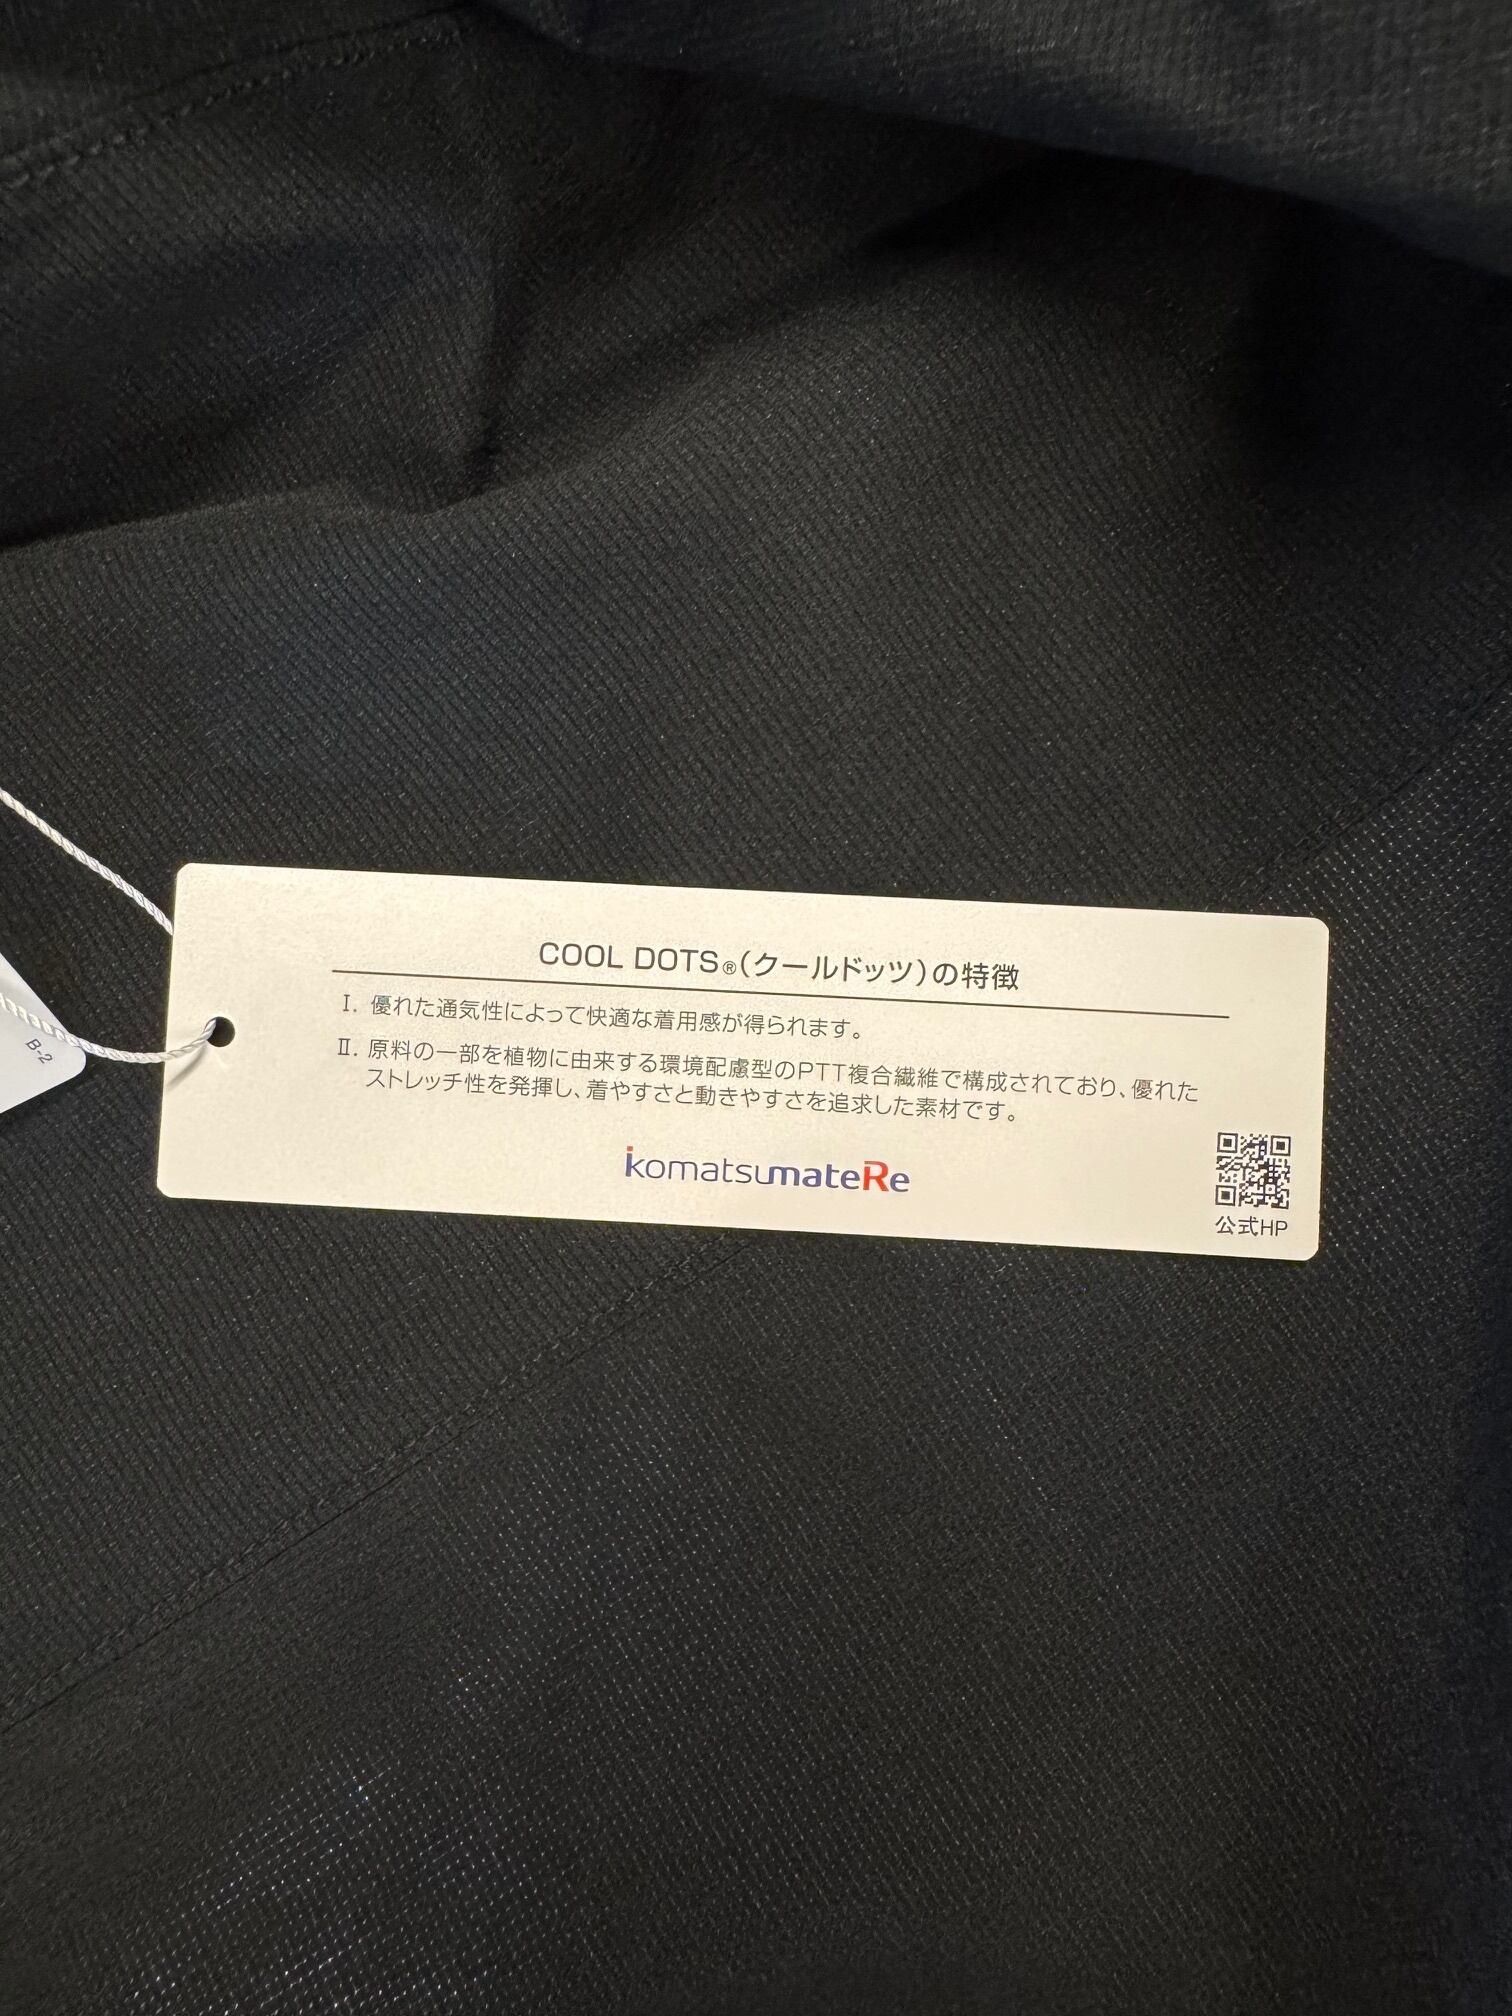 COOL DOTS®(クールドッツ)の特徴
Ⅰ. 優れた通気性によって快適な着用感が得られます。
Ⅱ. 原料の一部を植物に由来する環境配慮型のPTT複合繊維で構成されており、優れた
ストレッチ性を発揮し、着やすさと動きやすさを追求した素材です。
komatsumateRe
公式HP
B-2